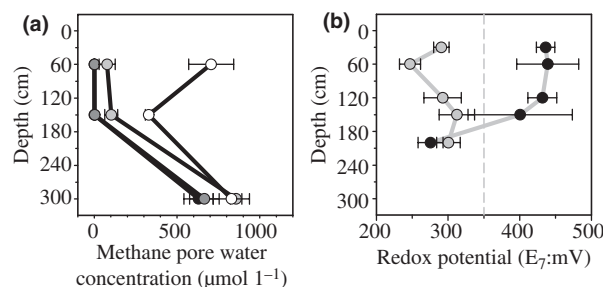 (a)
Depth (cm)
0
60
120
180
240
300
0
500
1000
Methane pore water
concentration (μmol 1⁻¹)
(b)
Depth (cm)
0
60
120
180
240
300
200
300
400
500
Redox potential (E₇:mV)